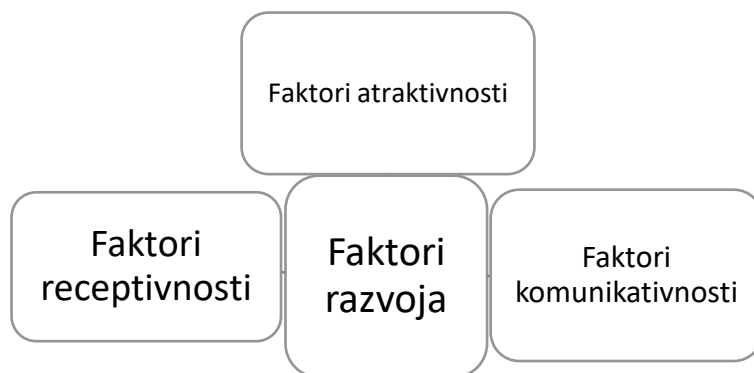 Faktori atraktivnosti
Faktori
receptivnosti
Faktori
razvoja
Faktori
komunikativnosti